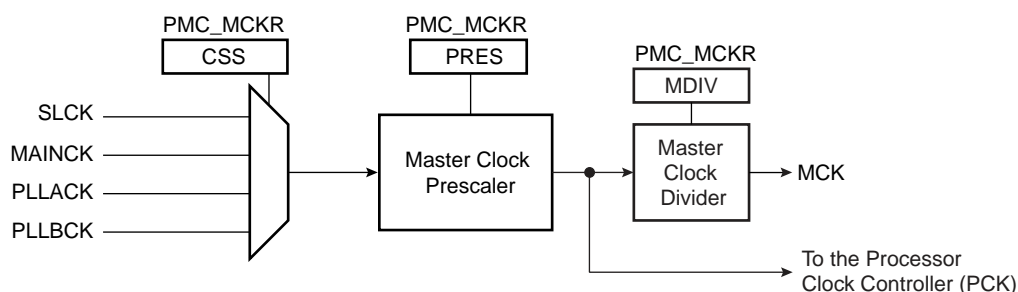 PMC_MCKR
CSS
PMC_MCKR
PRES
PMC_MCKR
MDIV
SLCK
MAINCK
PLLACK
PLLBCK
Master Clock
Prescaler
Master
Clock
Divider
MCK
To the Processor
Clock Controller (PCK)